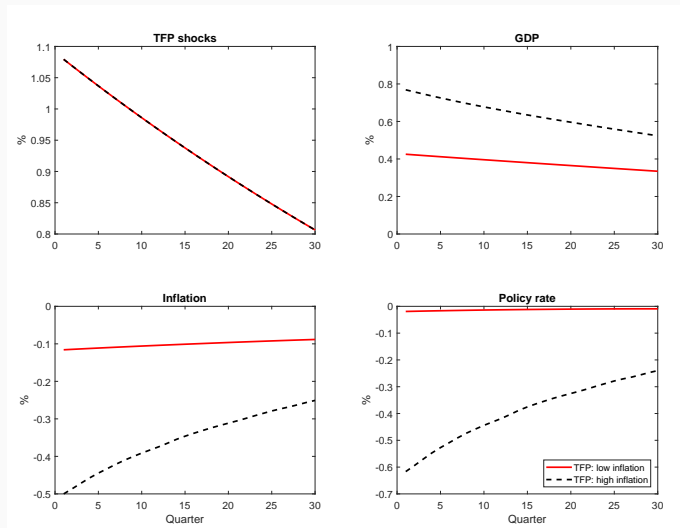 TFP shocks
1.1
1.05
1
0.95
0.9
0.85
0.8
%
0 5 10 15 20 25 30
GDP
1
0.8
0.6
0.4
0.2
0
%
0 5 10 15 20 25 30
Inflation
0
-0.1
-0.2
-0.3
-0.4
-0.5
%
0 5 10 15 20 25 30
Quarter
Policy rate
0
-0.1
-0.2
-0.3
-0.4
-0.5
-0.6
-0.7
%
TFP: low inflation
TFP: high inflation
0 5 10 15 20 25 30
Quarter